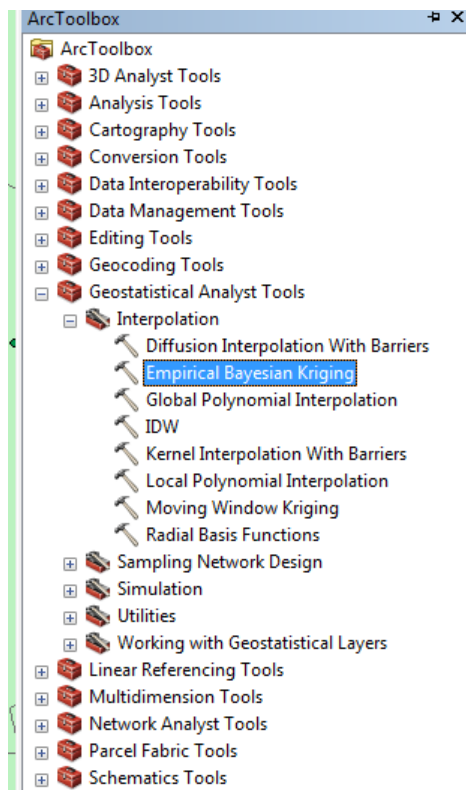 ArcToolbox
ArcToolbox
3D Analyst Tools
Analysis Tools
Cartography Tools
Conversion Tools
Data Interoperability Tools
Data Management Tools
Editing Tools
Geocoding Tools
Geostatistical Analyst Tools
Interpolation
Diffusion Interpolation With Barriers
Empirical Bayesian Kriging
Global Polynomial Interpolation
IDW
Kernel Interpolation With Barriers
Local Polynomial Interpolation
Moving Window Kriging
Radial Basis Functions
Sampling Network Design
Simulation
Utilities
Working with Geostatistical Layers
Linear Referencing Tools
Multidimension Tools
Network Analyst Tools
Parcel Fabric Tools
Schematics Tools